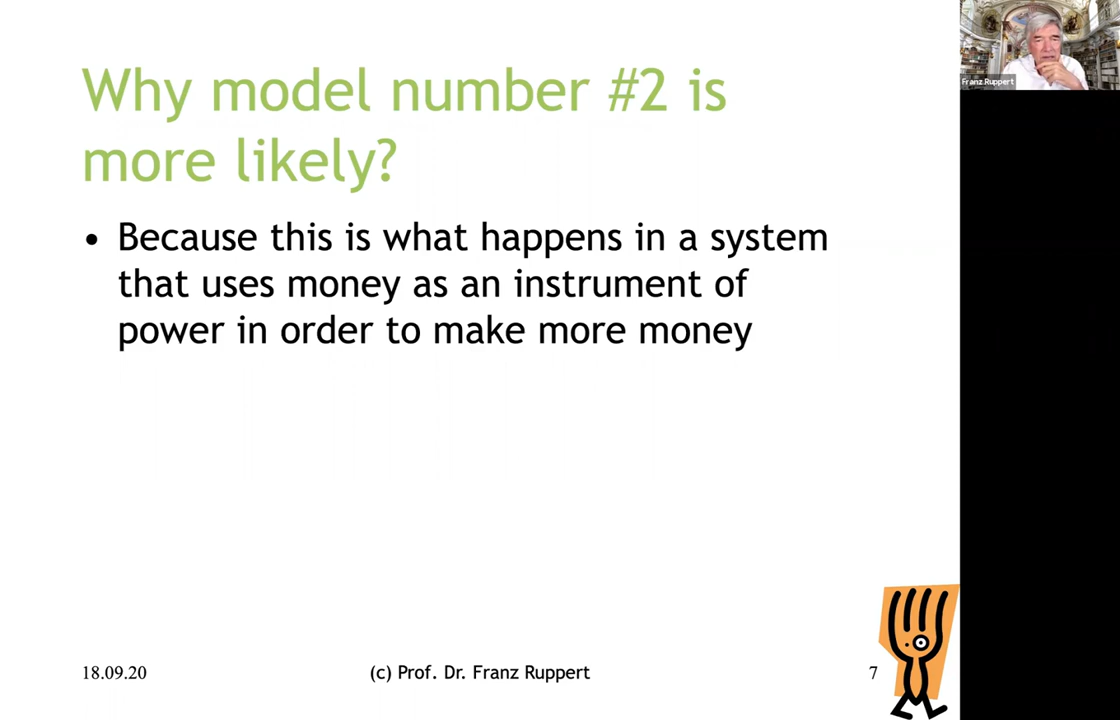 Why model number #2 is
more likely?
• Because this is what happens in a system
that uses money as an instrument of
power in order to make more money
18.09.20
(c) Prof. Dr. Franz Ruppert
7
Franz Ruppert